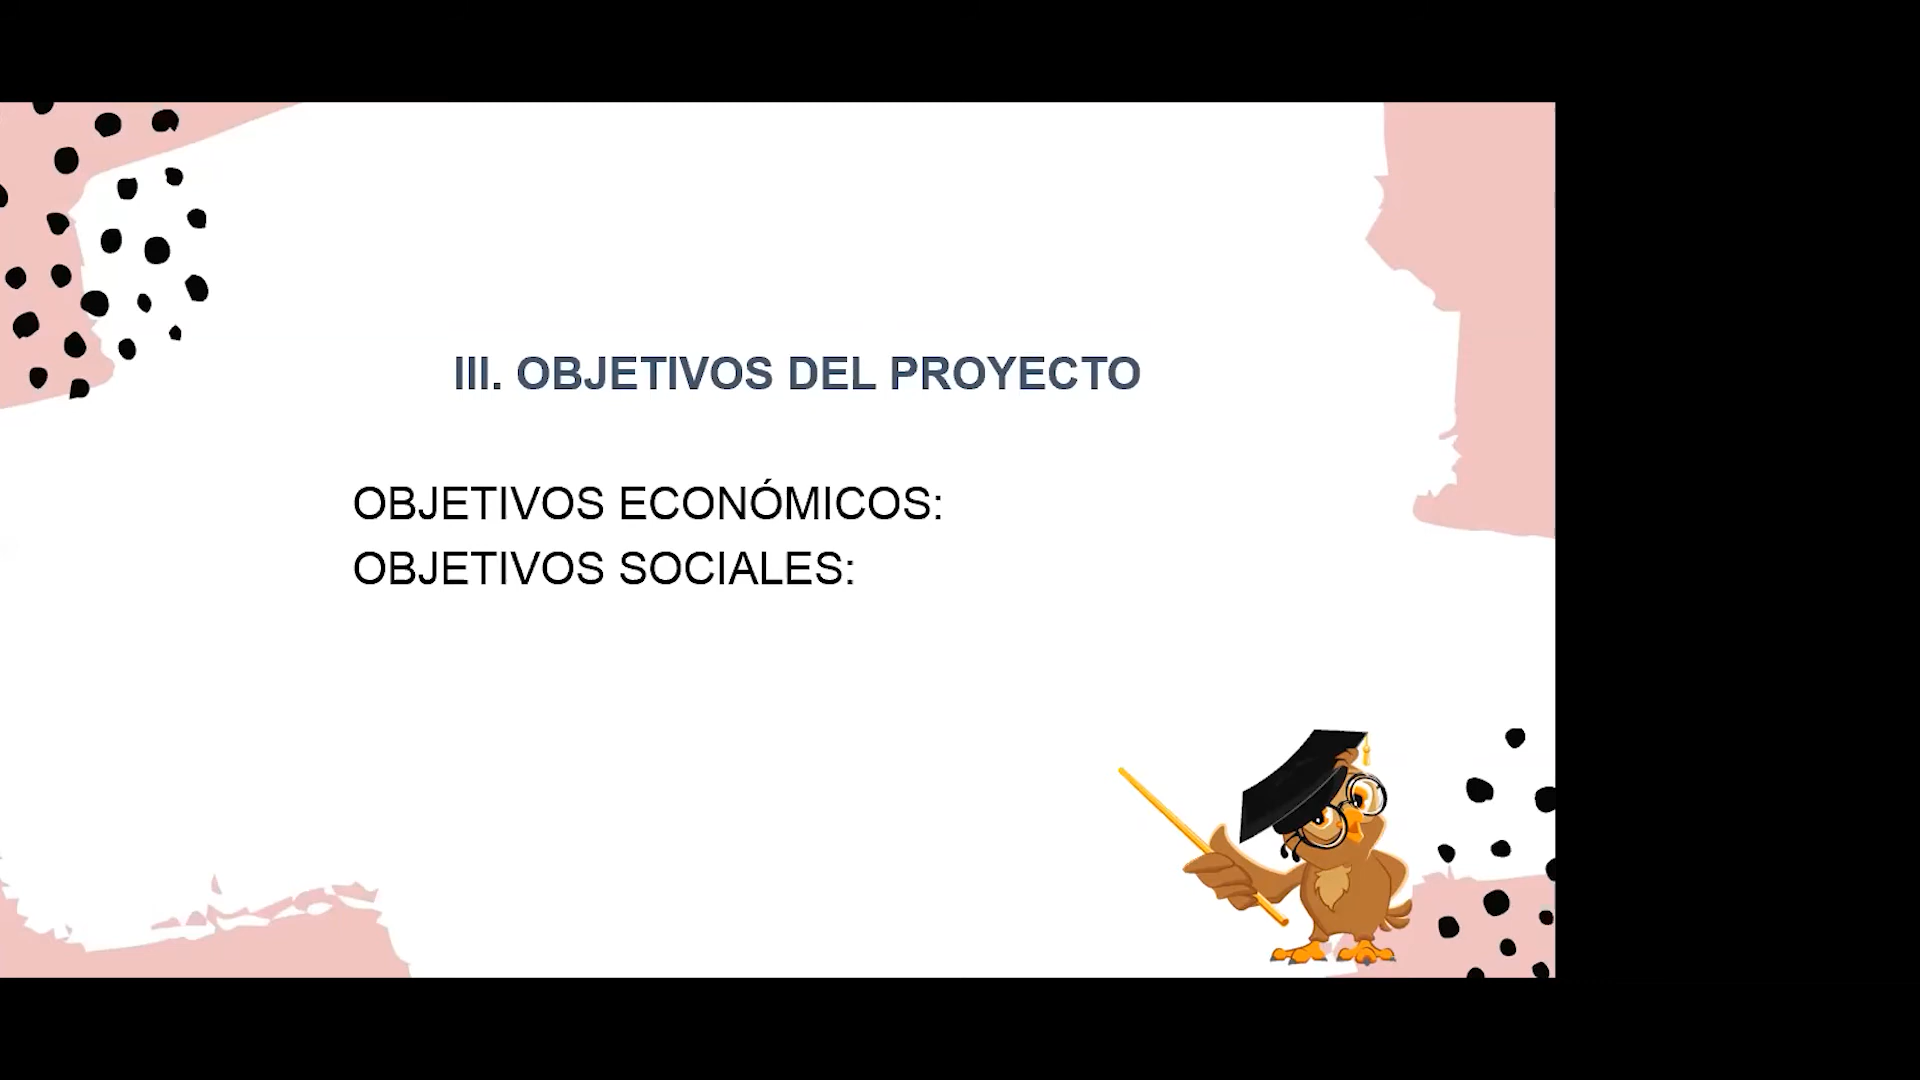 III. OBJETIVOS DEL PROYECTO
OBJETIVOS ECONÓMICOS:
OBJETIVOS SOCIALES: